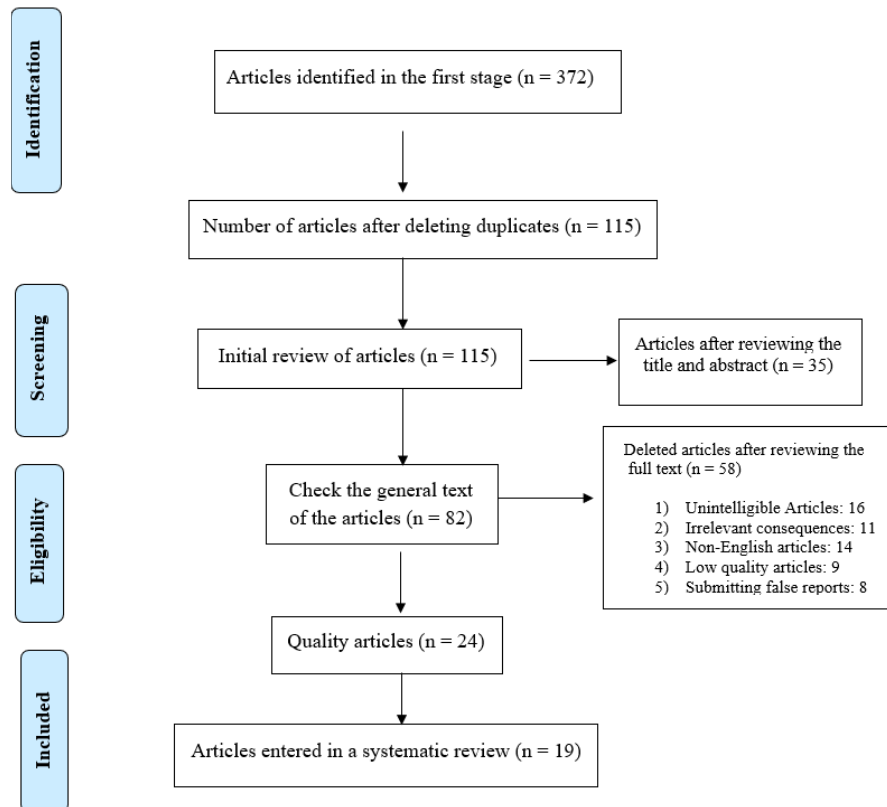 Identification
Articles identified in the first stage (n = 372)
Number of articles after deleting duplicates (n = 115)
Screening
Initial review of articles (n = 115)
Articles after reviewing the
title and abstract (n = 35)
Eligibility
Check the general text
of the articles (n = 82)
Deleted articles after reviewing the
full text (n = 58)
1) Unintelligible Articles: 16
2) Irrelevant consequences: 11
3) Non-English articles: 14
4) Low quality articles: 9
5) Submitting false reports: 8
Quality articles (n = 24)
Included
Articles entered in a systematic review (n = 19)